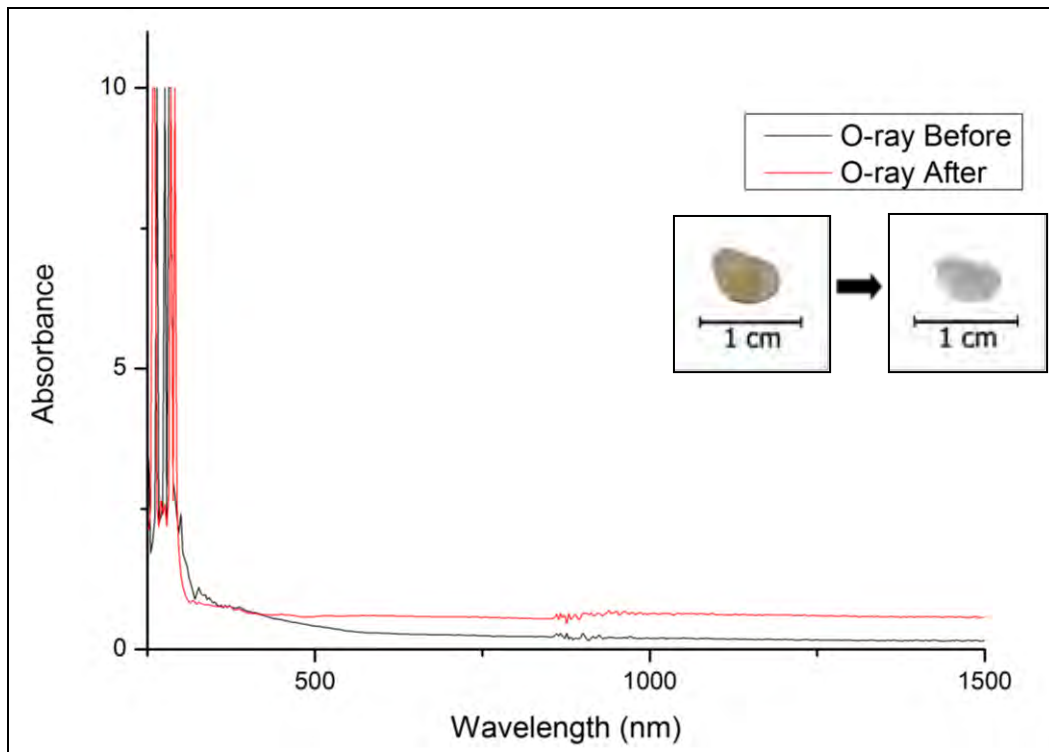 10
5
0
Absorbance
500
1000
1500
Wavelength (nm)
O-ray Before
O-ray After
1 cm
1 cm